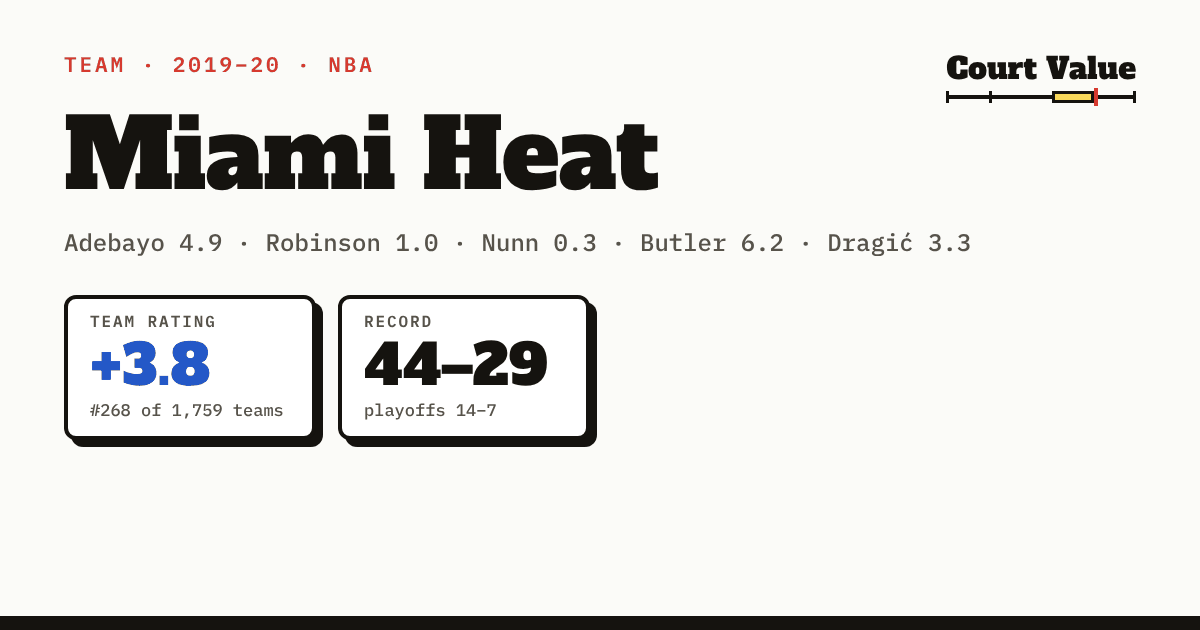 TEAM · 2019–20 · NBA
Court Value
Miami Heat
Adebayo 4.9 · Robinson 1.0 · Nunn 0.3 · Butler 6.2 · Dragić 3.3
TEAM RATING
+3.8
#268 of 1,759 teams
RECORD
44–29
playoffs 14–7